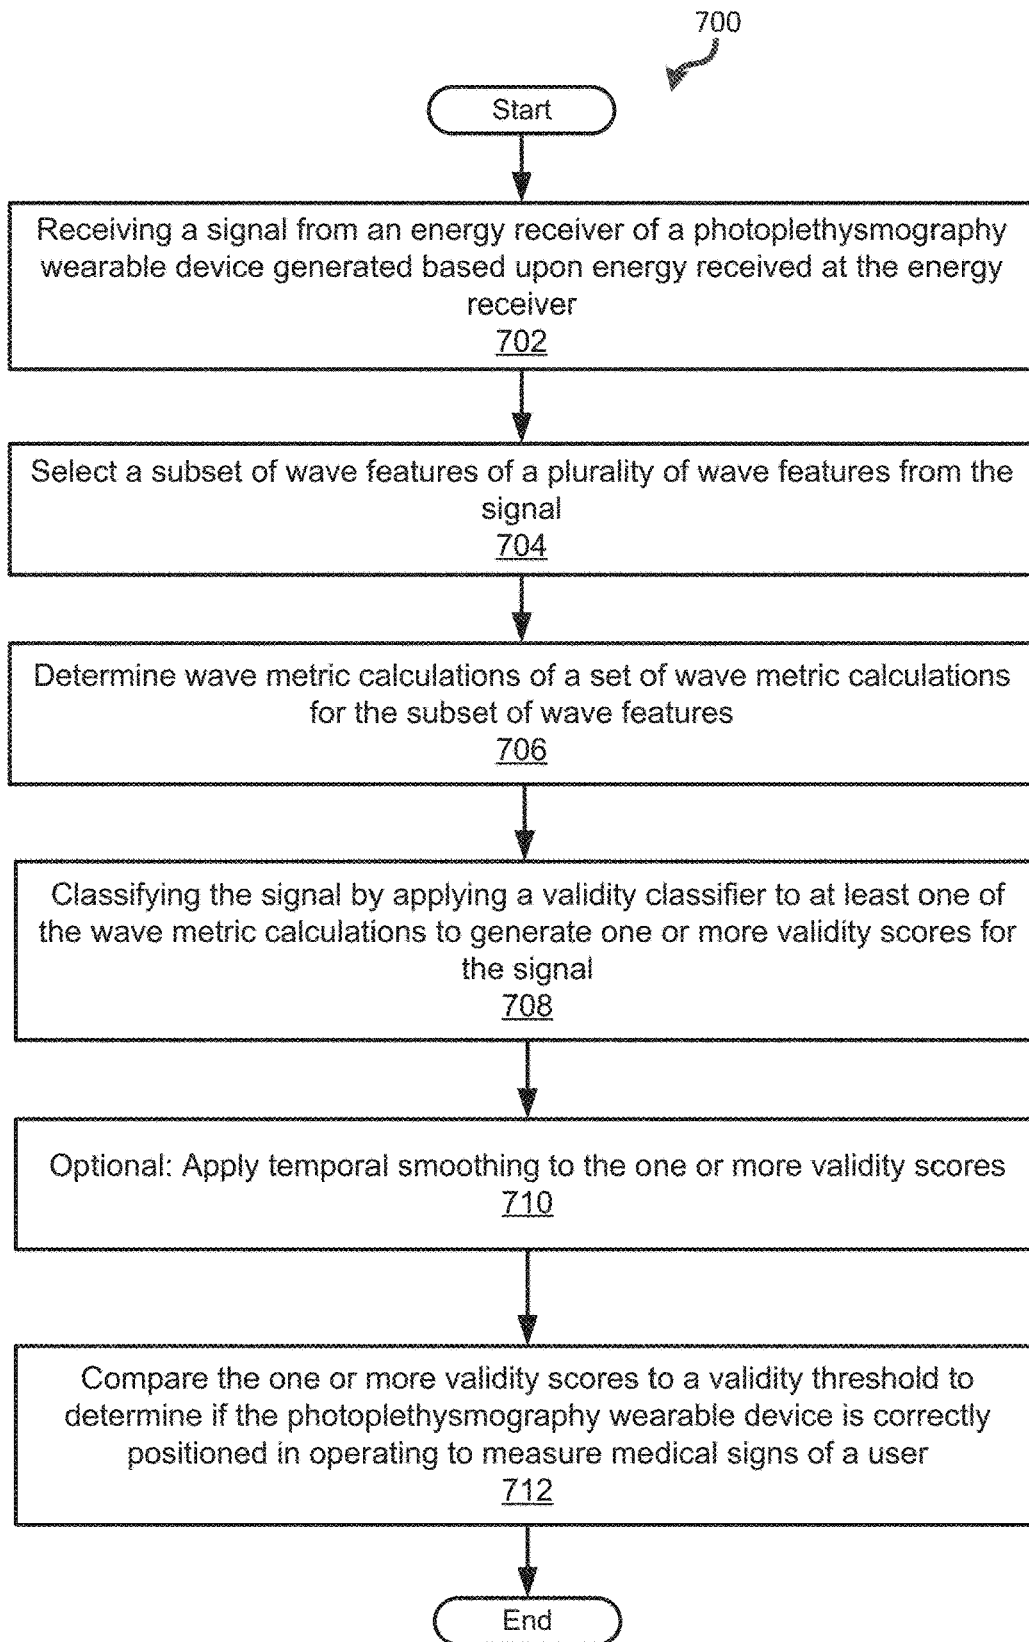 700
Start
Receiving a signal from an energy receiver of a photoplethysmography
wearable device generated based upon energy received at the energy
receiver
702
Select a subset of wave features of a plurality of wave features from the
signal
704
Determine wave metric calculations of a set of wave metric calculations
for the subset of wave features
706
Classifying the signal by applying a validity classifier to at least one of
the wave metric calculations to generate one or more validity scores for
the signal
708
Optional: Apply temporal smoothing to the one or more validity scores
710
Compare the one or more validity scores to a validity threshold to
determine if the photoplethysmography wearable device is correctly
positioned in operating to measure medical signs of a user
712
End